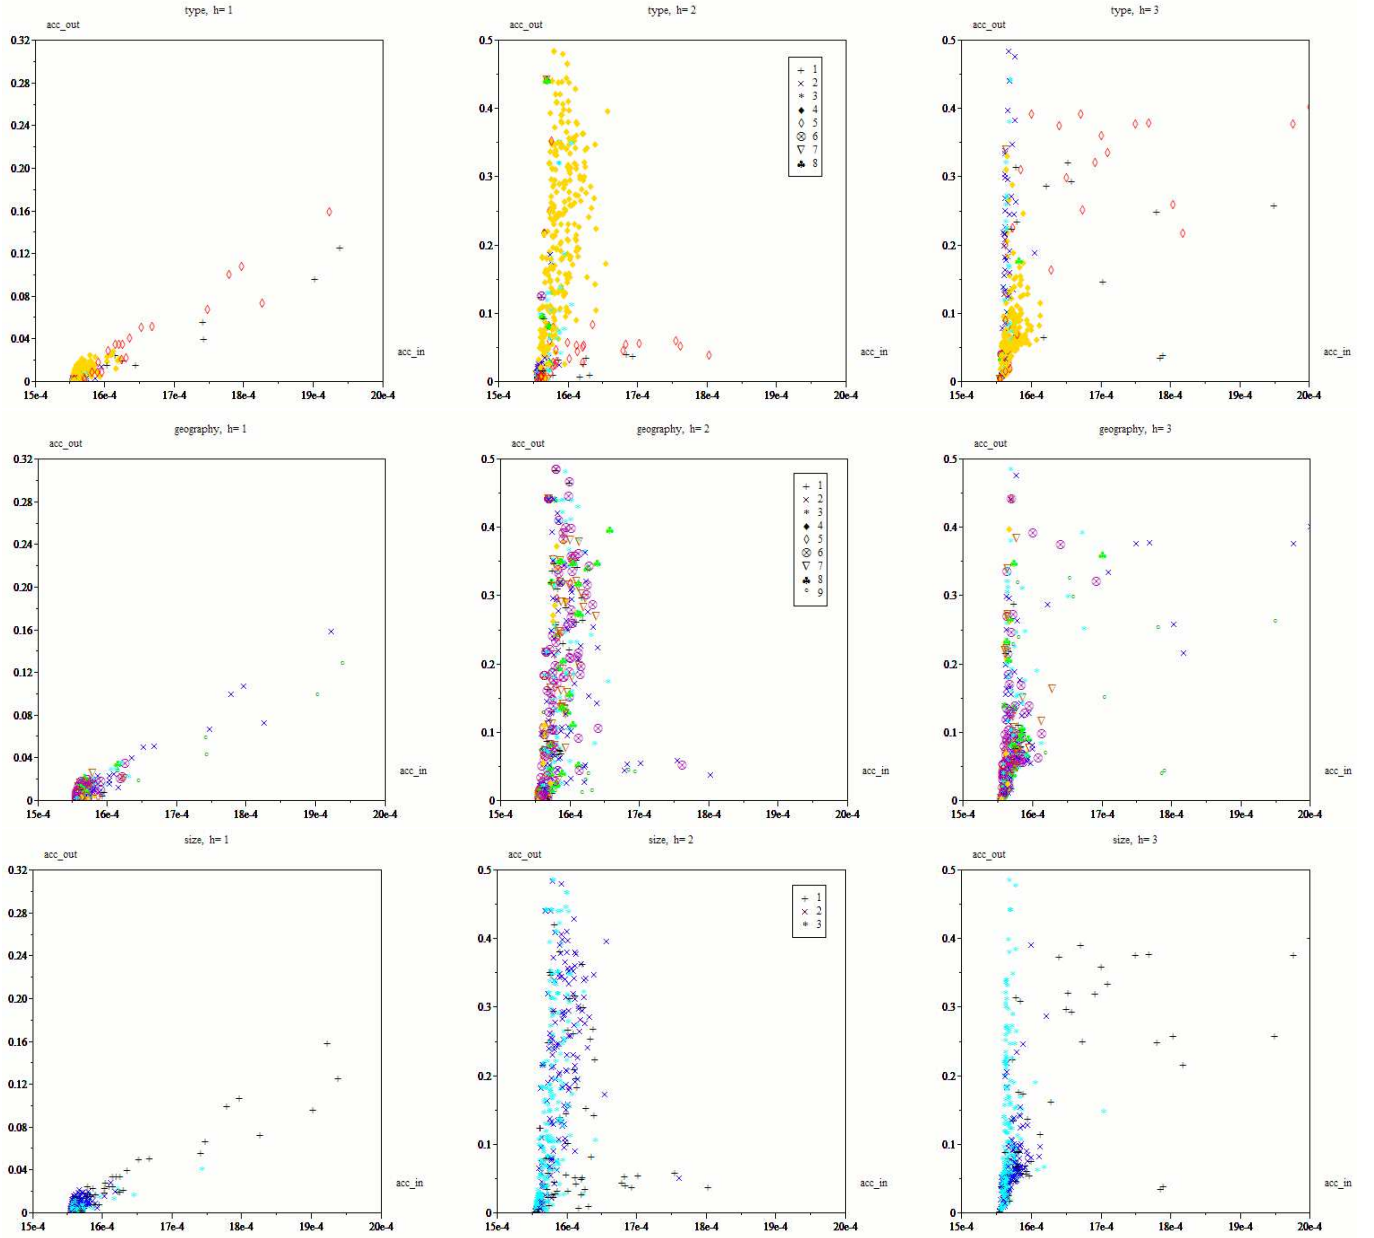 type, h= 1
acc_out
0.32
0.28
0.24
0.20
0.16
0.12
0.08
0.04
0
15e-4 16e-4 17e-4 18e-4 19e-4 20e-4
acc_in
type, h= 2
acc_out
0.5
0.4
0.3
0.2
0.1
0
15e-4 16e-4 17e-4 18e-4 19e-4 20e-4
acc_in
1
2
3
4
5
6
7
8
type, h= 3
acc_out
0.5
0.4
0.3
0.2
0.1
0
15e-4 16e-4 17e-4 18e-4 19e-4 20e-4
acc_in
geography, h= 1
acc_out
0.32
0.28
0.24
0.20
0.16
0.12
0.08
0.04
0
15e-4 16e-4 17e-4 18e-4 19e-4 20e-4
acc_in
geography, h= 2
acc_out
0.5
0.4
0.3
0.2
0.1
0
15e-4 16e-4 17e-4 18e-4 19e-4 20e-4
acc_in
1
2
3
4
5
6
7
8
9
geography, h= 3
acc_out
0.5
0.4
0.3
0.2
0.1
0
15e-4 16e-4 17e-4 18e-4 19e-4 20e-4
acc_in
size, h= 1
acc_out
0.32
0.28
0.24
0.20
0.16
0.12
0.08
0.04
0
15e-4 16e-4 17e-4 18e-4 19e-4 20e-4
acc_in
size, h= 2
acc_out
0.5
0.4
0.3
0.2
0.1
0
15e-4 16e-4 17e-4 18e-4 19e-4 20e-4
acc_in
1
2
3
size, h= 3
acc_out
0.5
0.4
0.3
0.2
0.1
0
15e-4 16e-4 17e-4 18e-4 19e-4 20e-4
acc_in